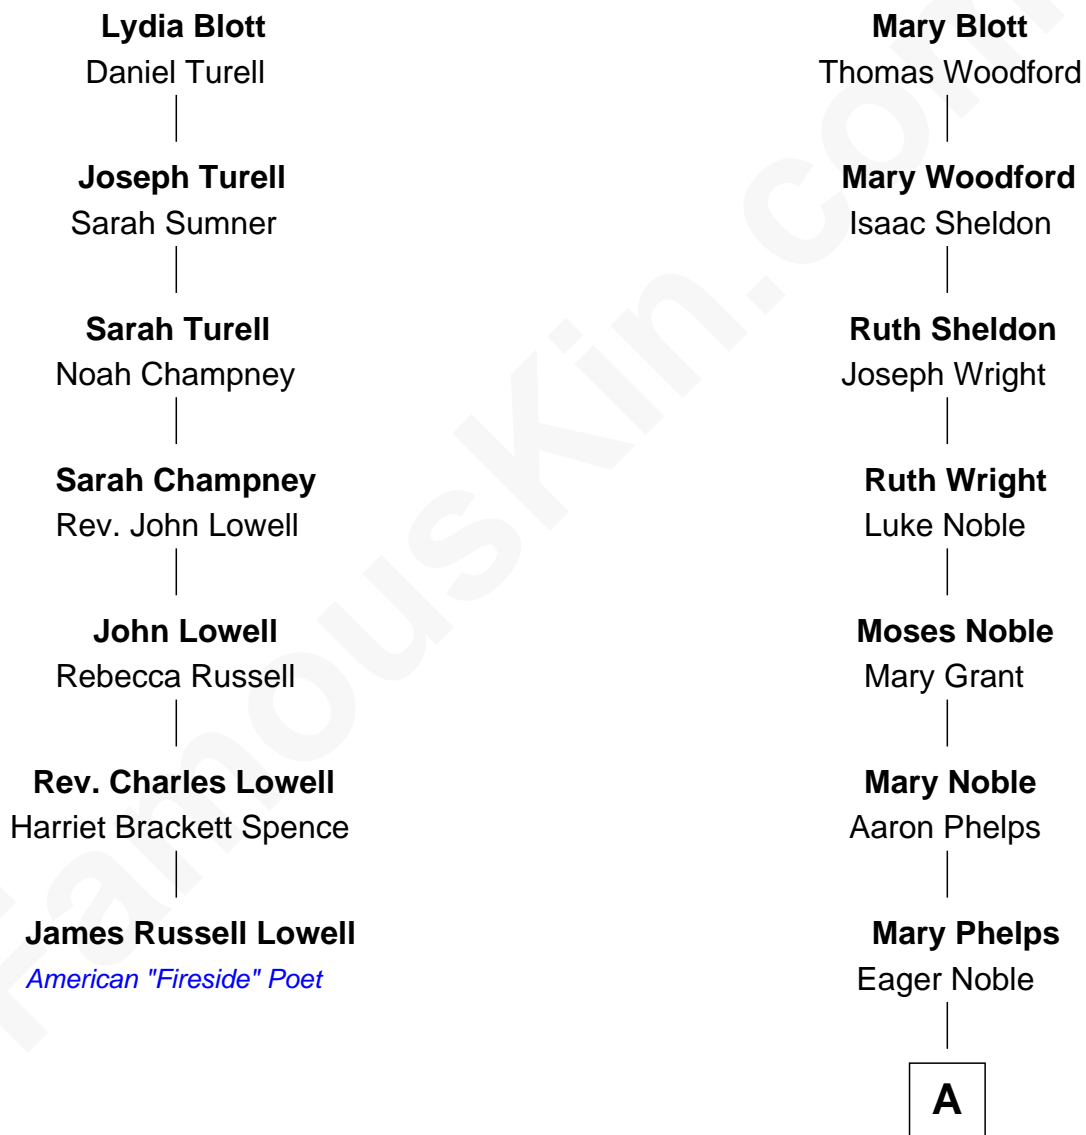 Lydia Blott
Daniel Turell
Joseph Turell
Sarah Sumner
Sarah Turell
Noah Champney
Sarah Champney
Rev. John Lowell
John Lowell
Rebecca Russell
Rev. Charles Lowell
Harriet Brackett Spence
James Russell Lowell
American "Fireside" Poet
Mary Blott
Thomas Woodford
Mary Woodford
Isaac Sheldon
Ruth Sheldon
Joseph Wright
Ruth Wright
Luke Noble
Moses Noble
Mary Grant
Mary Noble
Aaron Phelps
Mary Phelps
Eager Noble
A
FamousKin.com